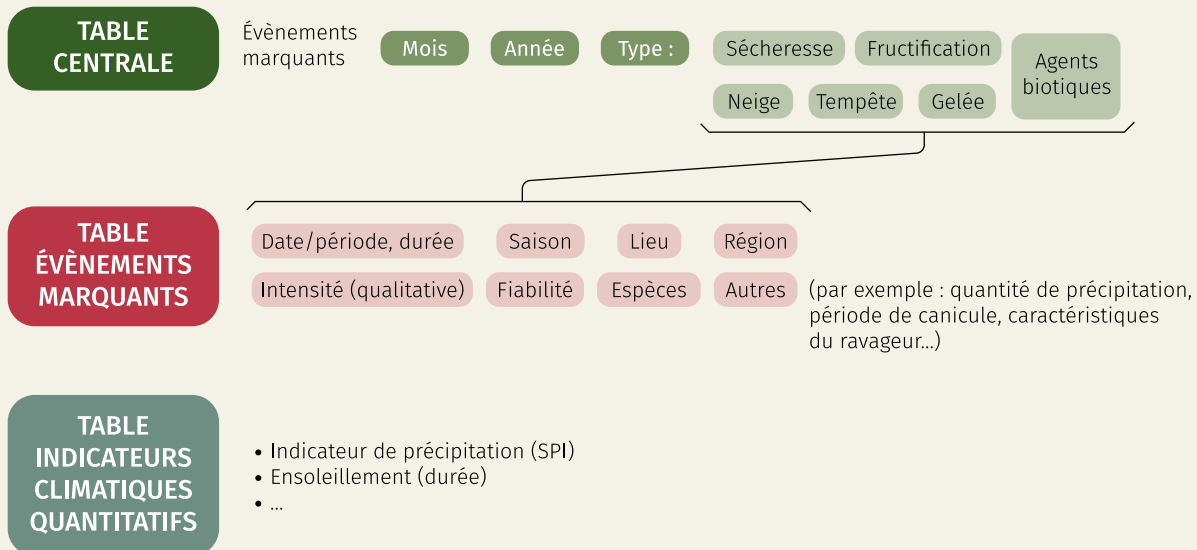 TABLE
CENTRALE
Évènements
marquants
Mois
Année
Type :
Sécheresse
Fructification
Agents
biotiques
Neige
Tempête
Gelée
TABLE
ÉVÈNEMENTS
MARQUANTS
Date/période, durée
Saison
Lieu
Région
Intensité (qualitative)
Fiabilité
Espèces
Autres
(par exemple : quantité de précipitation,
période de canicule, caractéristiques
du ravageur...)
TABLE
INDICATEURS
CLIMATIQUES
QUANTITATIFS
• Indicateur de précipitation (SPI)
• Ensoleillement (durée)
• ...